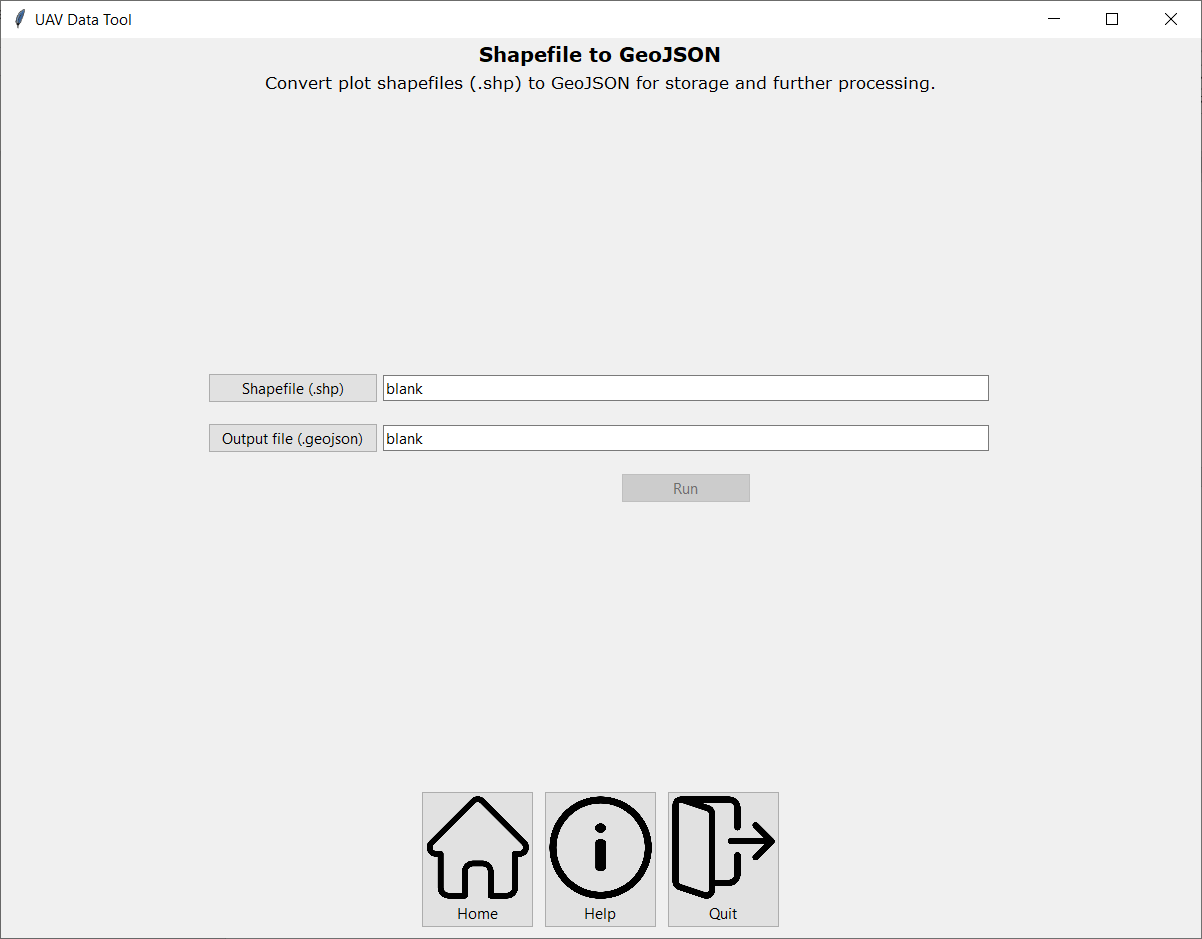 UAV Data Tool
Shapefile to GeoJSON
Convert plot shapefiles (.shp) to GeoJSON for storage and further processing.
Shapefile (.shp) blank
Output file (.geojson) blank
Run
Home Help Quit